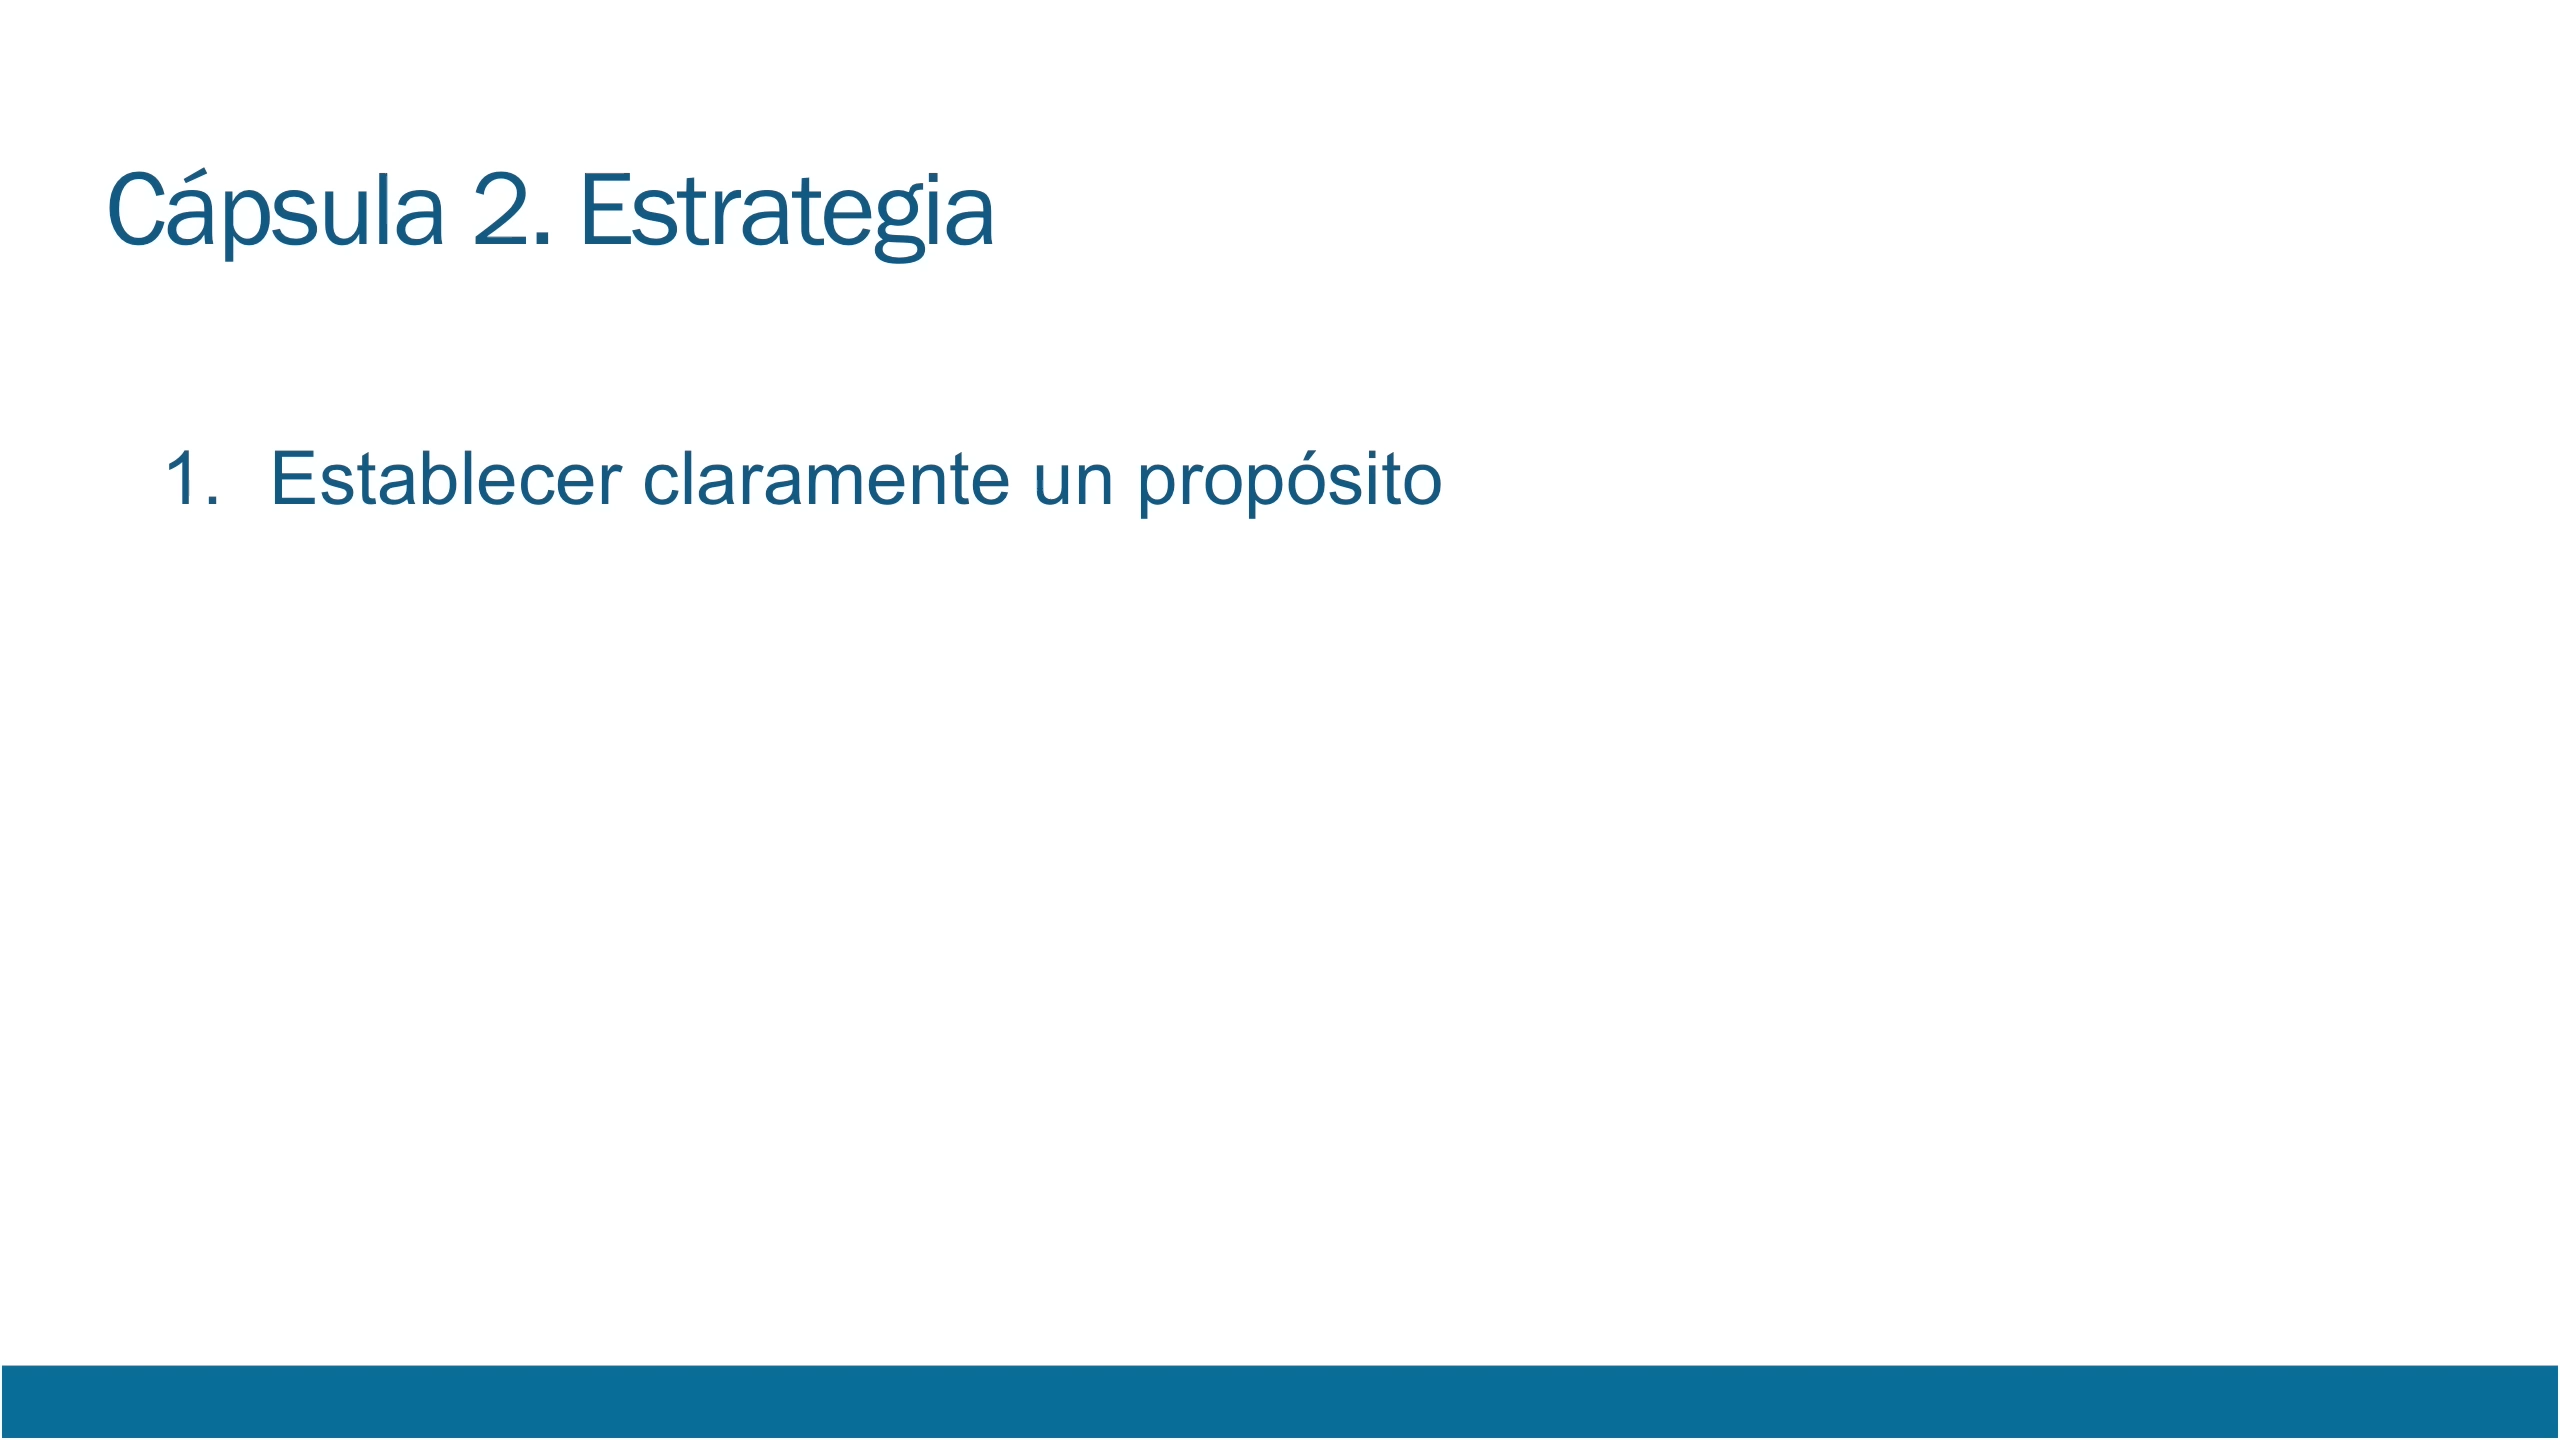 Cápsula 2. Estrategia
1. Establecer claramente un propósito